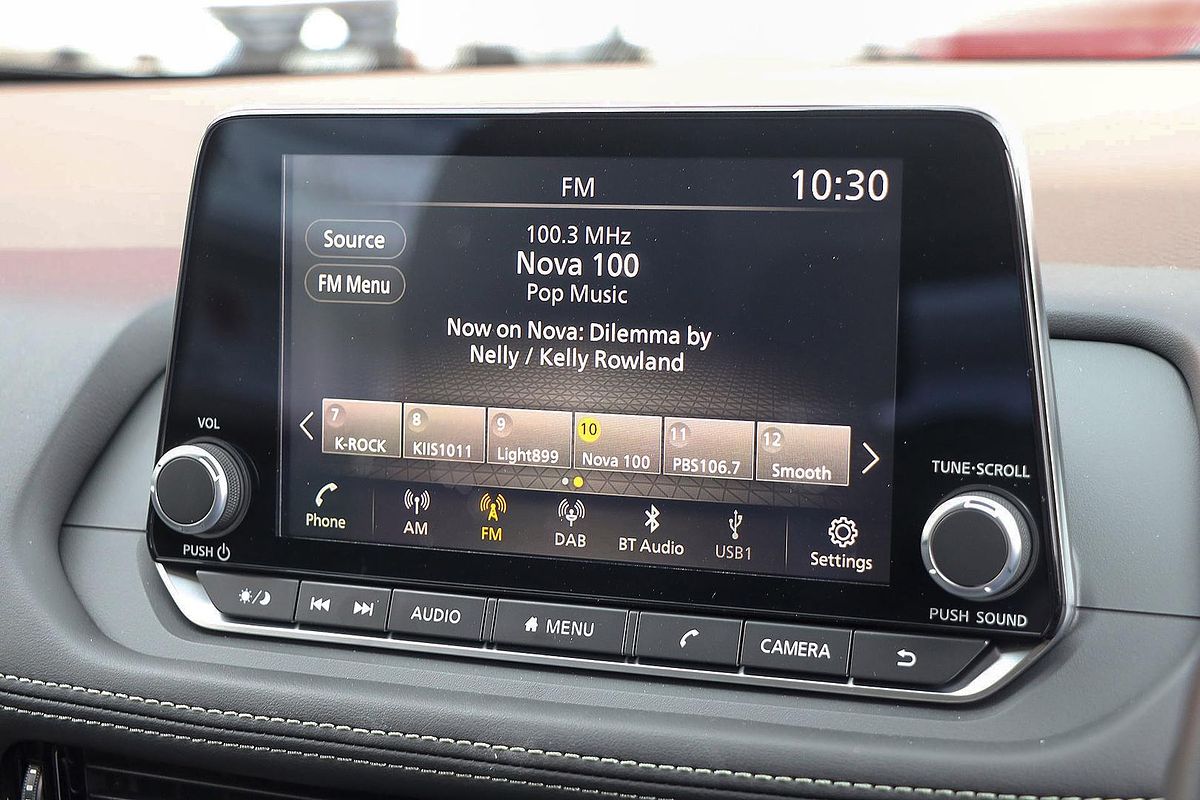 FM
10:30
Source
100.3 MHz
FM Menu
Nova 100
Pop Music
Now on Nova: Dilemma by
Nelly / Kelly Rowland
7 8 9 10 11 12
K-ROCK KIIS1011 Light899 Nova 100 PBS106.7 Smooth
Phone AM FM DAB BT Audio USB1 Settings
VOL
PUSH
TUNE·SCROLL
PUSH SOUND
AUDIO MENU CAMERA